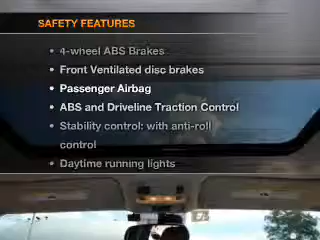 SAFETY FEATURES
• 4-wheel ABS Brakes
• Front Ventilated disc brakes
• Passenger Airbag
• ABS and Driveline Traction Control
• Stability control: with anti-roll
control
• Daytime running lights